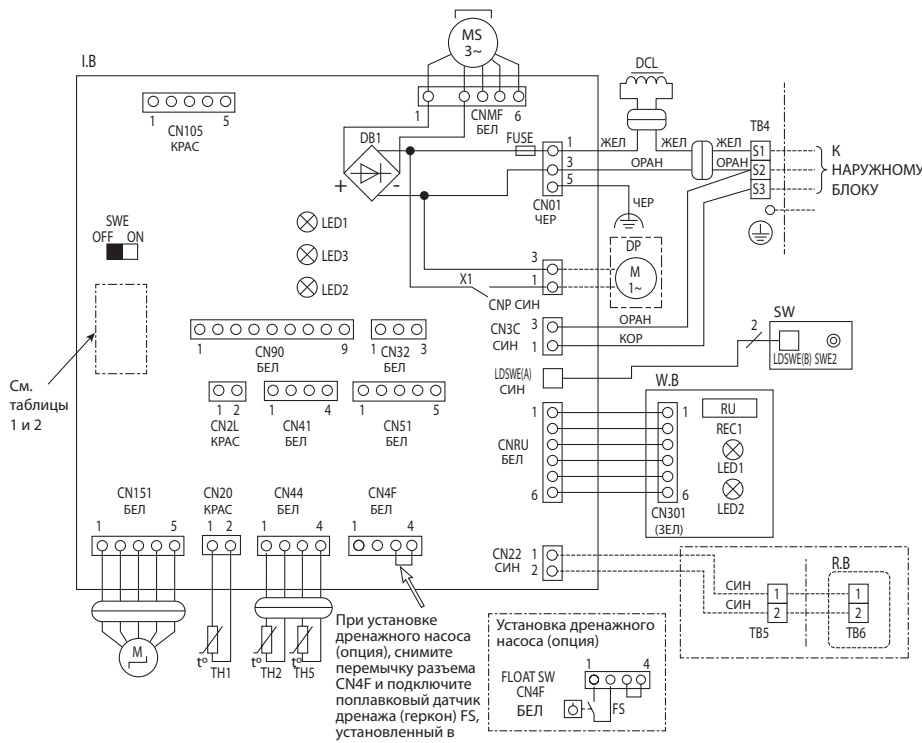 MS
3~
I.B
DCL
1 6
CNMF
БЕЛ
CN105
КРАС
1 5
DB1
FUSE
+ -
1
3
5
CN01
ЧЕР
ЖЕЛ
ЖЕЛ
ЖЕЛ
ОРАН
ОРАН
ЧЕР
TB4
S1
S2
S3
К
НАРУЖНОМУ
БЛОКУ
SWE
OFF ON
LED1
LED3
LED2
X1
3
1
CNP СИН
DP
M
1~
CN3C
СИН
3
1
ОРАН
КОР
SW
2
LDSWE(B) SWE2
LDSWE(A)
СИН
1 9
CN90
БЕЛ
1 3
CN32
БЕЛ
См.
таблицы
1 и 2
1 2
CN2L
КРАС
1 4
CN41
БЕЛ
1 5
CN51
БЕЛ
W.B
RU
REC1
LED1
LED2
1
6
CNRU
БЕЛ
1
6
CN301
(ЗЕЛ)
CN151
БЕЛ
1 5
CN20
КРАС
1 2
CN44
БЕЛ
1 4
CN4F
БЕЛ
1 4
CN22
СИН
1
2
СИН
СИН
1
2
TB5
R.B
1
2
TB6
M
t°
TH1
t°
TH2
t°
TH5
При установке
дренажного насоса
(опция), снимите
перемычку разъема
CN4F и подключите
поплавковый датчик
дренажа (геркон) FS,
установленный в
Установка дренажного
насоса (опция)
1 4
FLOAT SW
CN4F
БЕЛ
FS